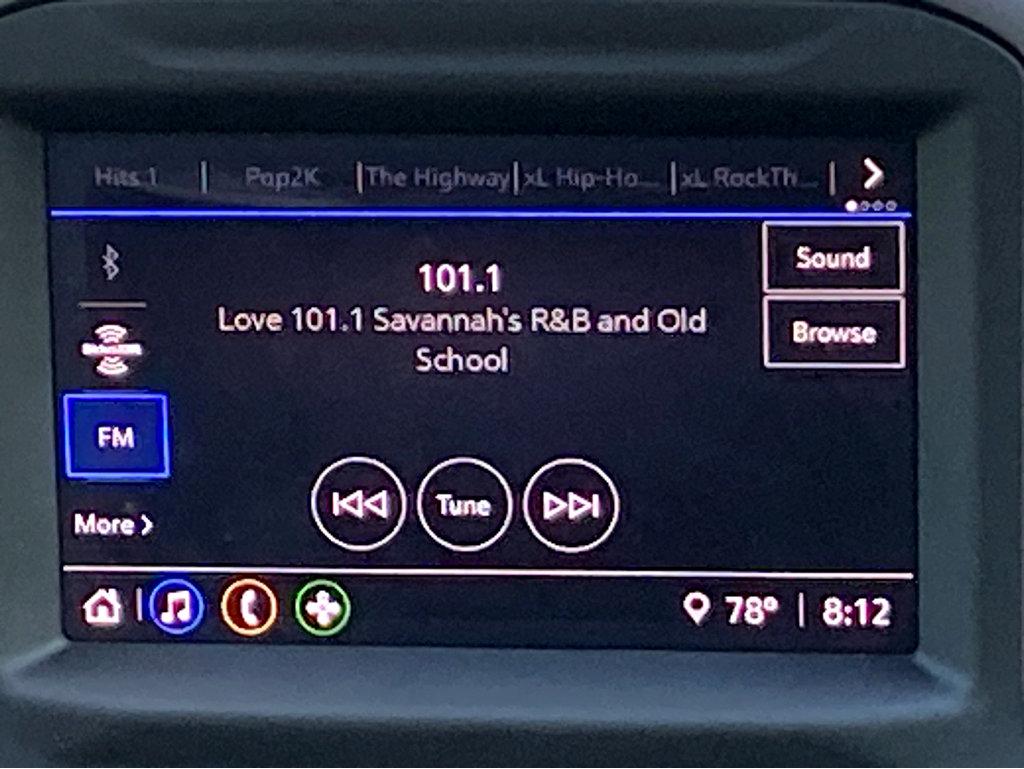 Hits 1 | Pop2K | The Highway | xL Hip-Ho... | xL RockTh... |
101.1
Love 101.1 Savannah's R&B and Old
School
Sound
Browse
FM
More
Tune
78° | 8:12